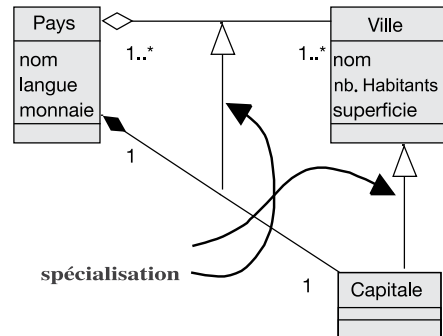 Pays
Ville
nom
langue
monnaie
1..*
1..*
nom
nb. Habitants
superficie
1
spécialisation
1
Capitale